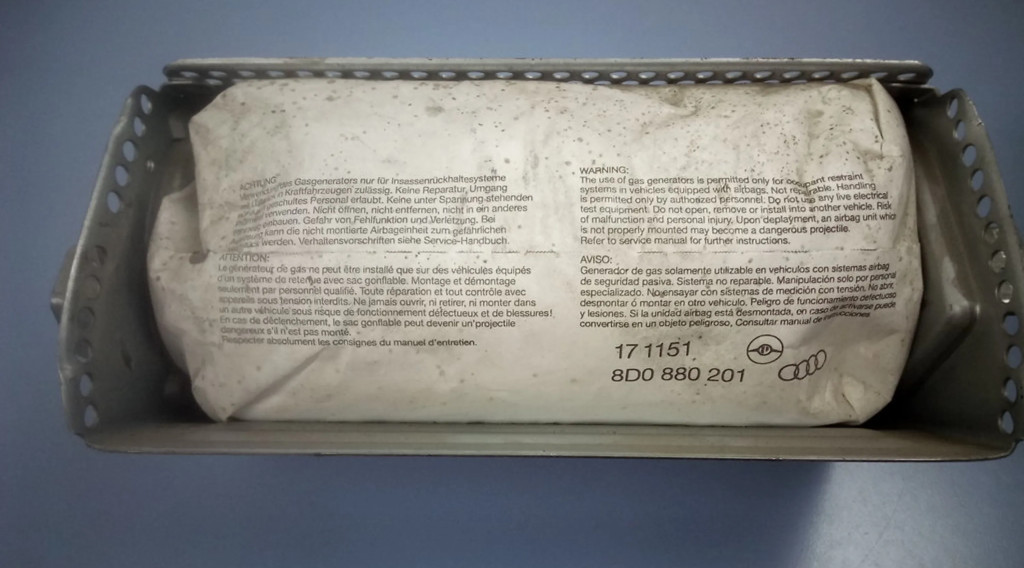 ACHTUNG
Gasgenerators nur für Insassenrückhaltesysteme
in Kraftfahrzeugen zulässig. Keine Reparatur, Umgang
Personal erlaubt. Keine unter Spannung stehenden
verwenden. Nicht öffnen, nicht entfernen, nicht in ein anderes
einbauen. Gefahr von Fehlfunktion und Verletzung. Bei
kann die nicht montierte Airbageinheit zum gefährlichen
werden. Verhaltensvorschriften siehe Service-Handbuch.
ATTENTION:
Le générateur de gas ne peut être installé que sur des véhicules équipés
d'un système de retenue avec sac gonflable. Montage et démontage
seulement par personnel qualifié. Toute réparation et tout contrôle avec
appareils sous tension interdits. Ne jamais ouvrir, ni retirer, ni monter dans
un autre véhicule sous risque de fonctionnement défectueux et de blessures!
En cas de déclenchement, le sac gonflable peut devenir un'projectile
dangereux s'il n'est pas monté.
Respecter absolument les consignes du manuel d'entretien.
WARNING:
The use of gas generators is permitted only for occupant restraint
systems in vehicles equipped with airbags. Not repairable. Handling
is permitted only by authorized personnel. Do not use any live electrical
test equipment. Do not open, remove or install into another vehicle. Risk
of malfunction and personal injury. Upon deployment, an airbag unit which
is not properly mounted may become a dangerous projectile.
Refer to service manual for further instructions.
AVISO:
Generador de gas solamente utilizable en vehiculos con sistemas airbag
de seguridad pasiva. Sistema no reparable. Manipulación solo por personal
especializado. No ensayar con sistemas de medición con tensión. No abrir,
desmontar ó montar en otro vehiculo. Peligro de funcionamiento defectuoso
y lesiones. Si la unidad airbag está desmontada, en caso de activarse puede
convertirse en un objeto peligroso, Consultar manual de instrucciones
17 1151
8D0 880 201